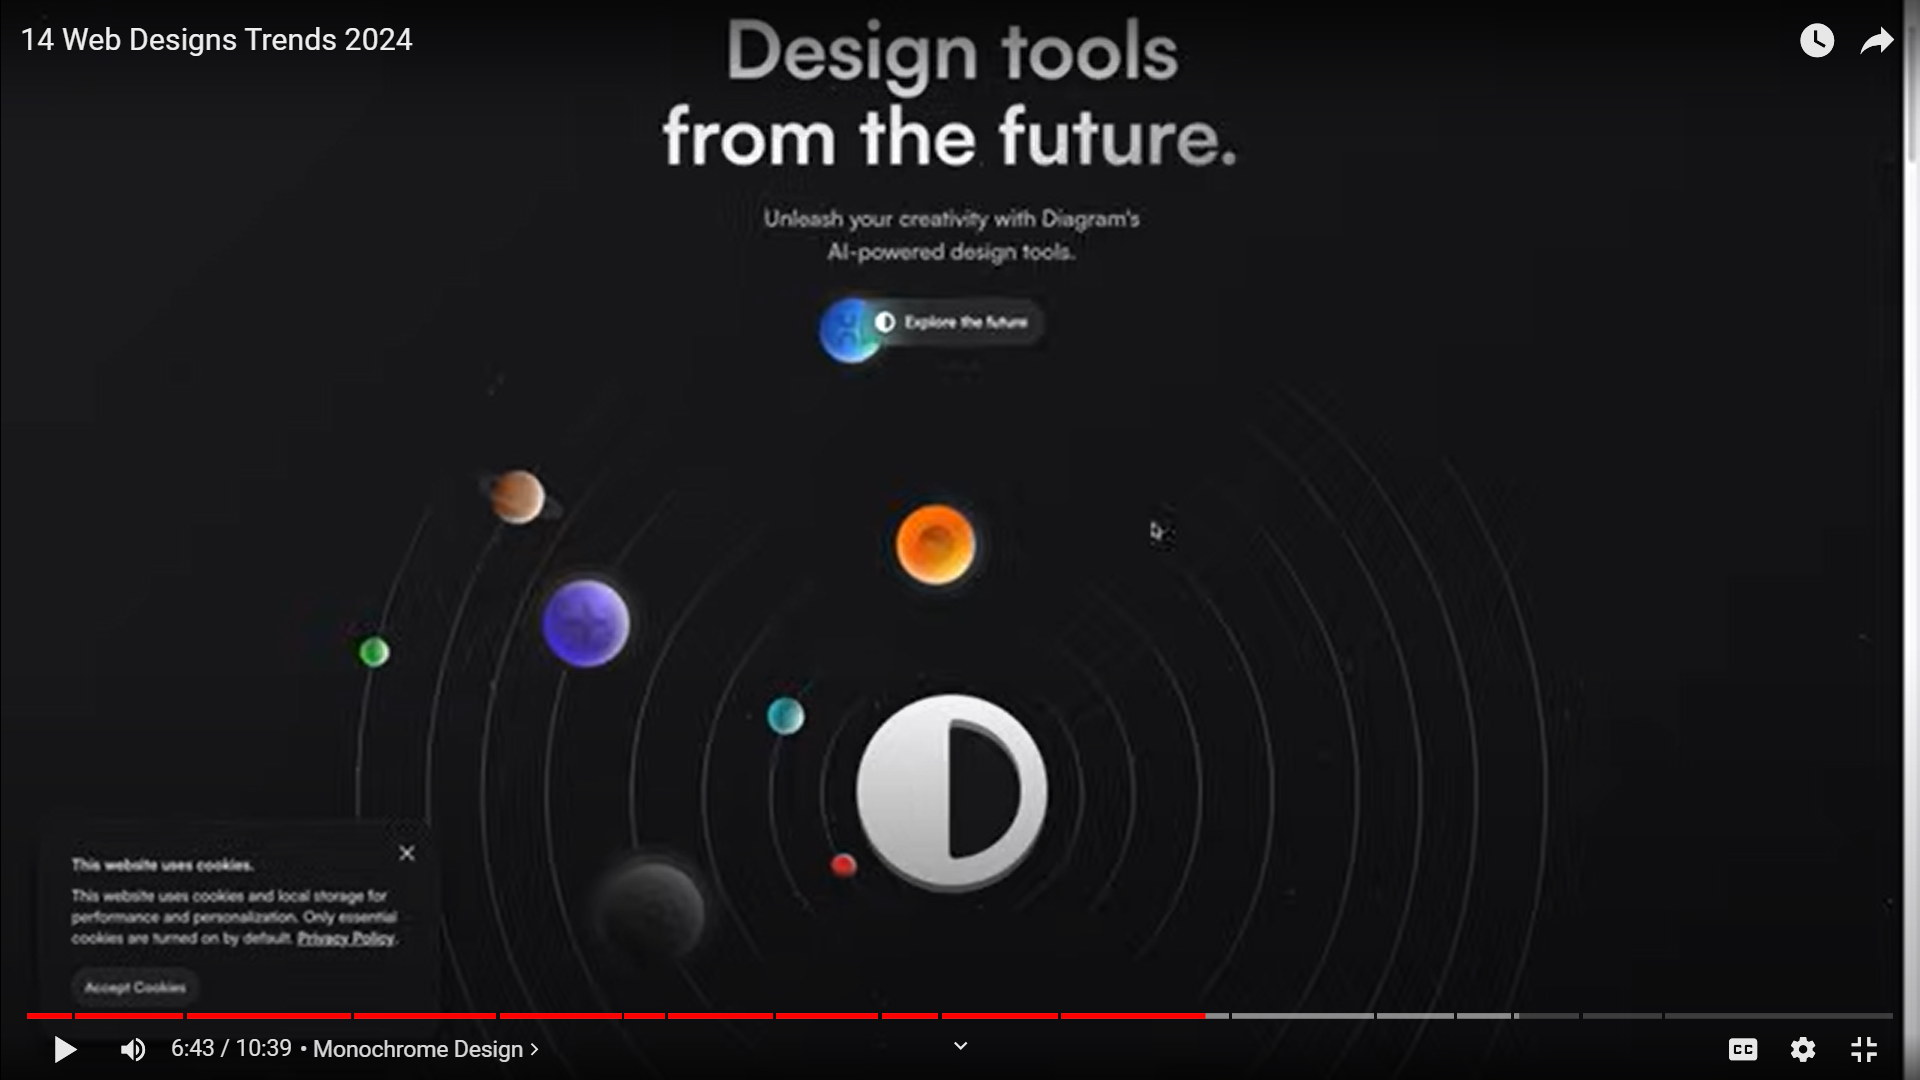 14 Web Designs Trends 2024
Design tools
from the future.
Unleash your creativity with Diagram's
AI-powered design tools.
Explore the future
This website uses cookies.
This website uses cookies and local storage for
performance and personalization. Only essential
cookies are turned on by default. Privacy Policy.
Accept Cookies
6:43 / 10:39 • Monochrome Design >
CC